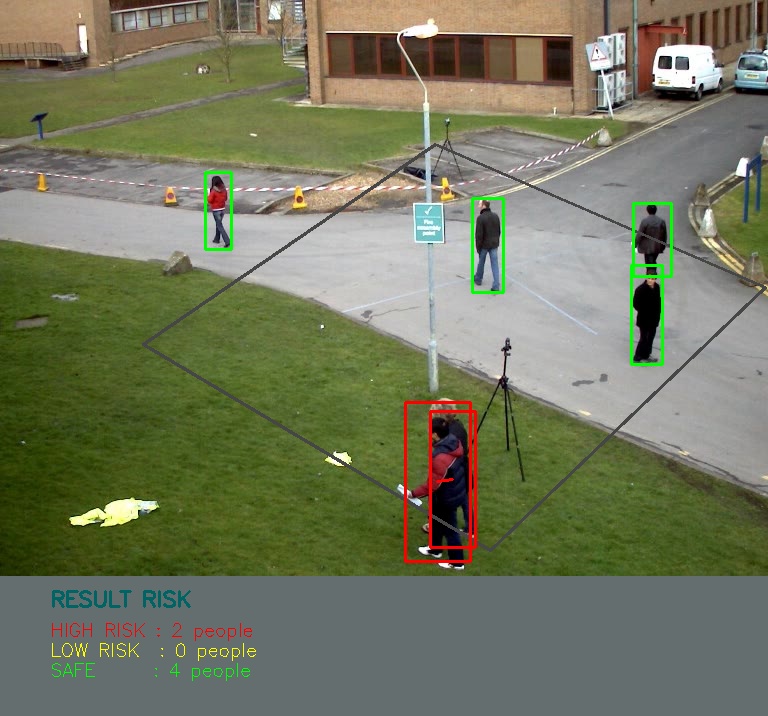 RESULT RISK
HIGH RISK : 2 people
LOW RISK : 0 people
SAFE : 4 people